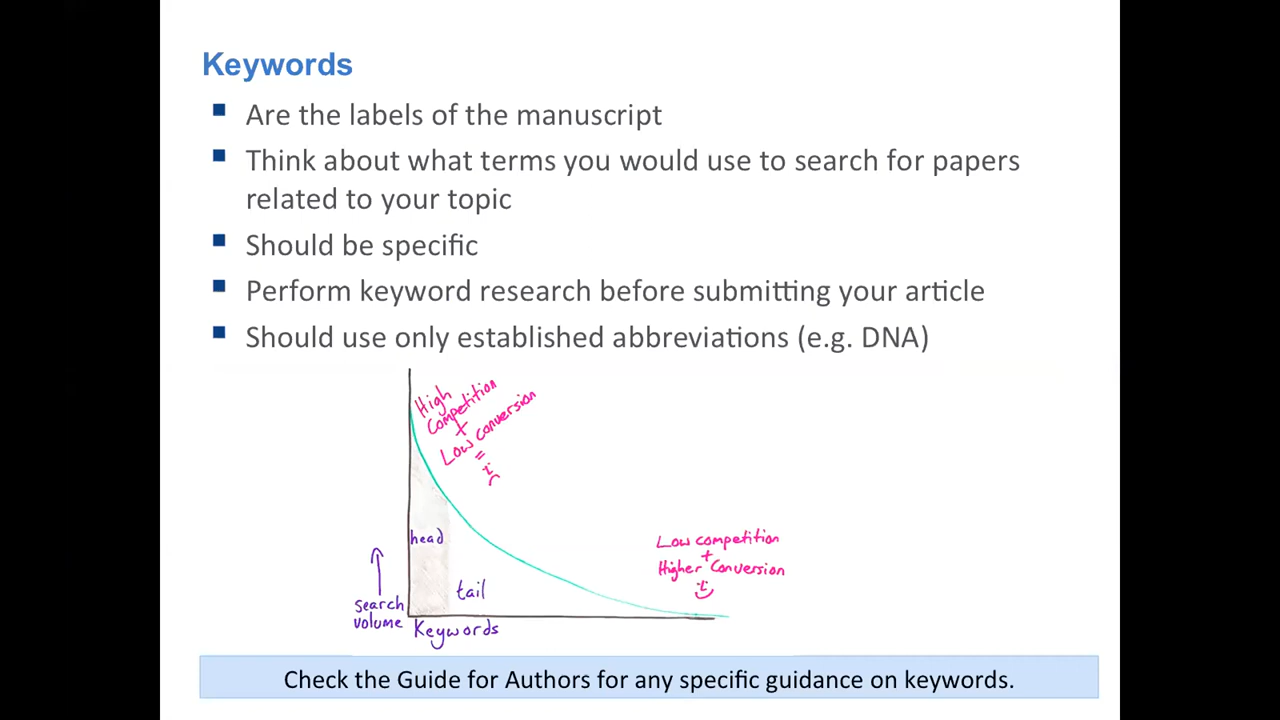 Keywords
Are the labels of the manuscript
Think about what terms you would use to search for papers
related to your topic
Should be specific
Perform keyword research before submitting your article
Should use only established abbreviations (e.g. DNA)
High
Competition
+
Low conversion
=
head
tail
search
volume
Keywords
Low competition
+
Higher Conversion
Check the Guide for Authors for any specific guidance on keywords.